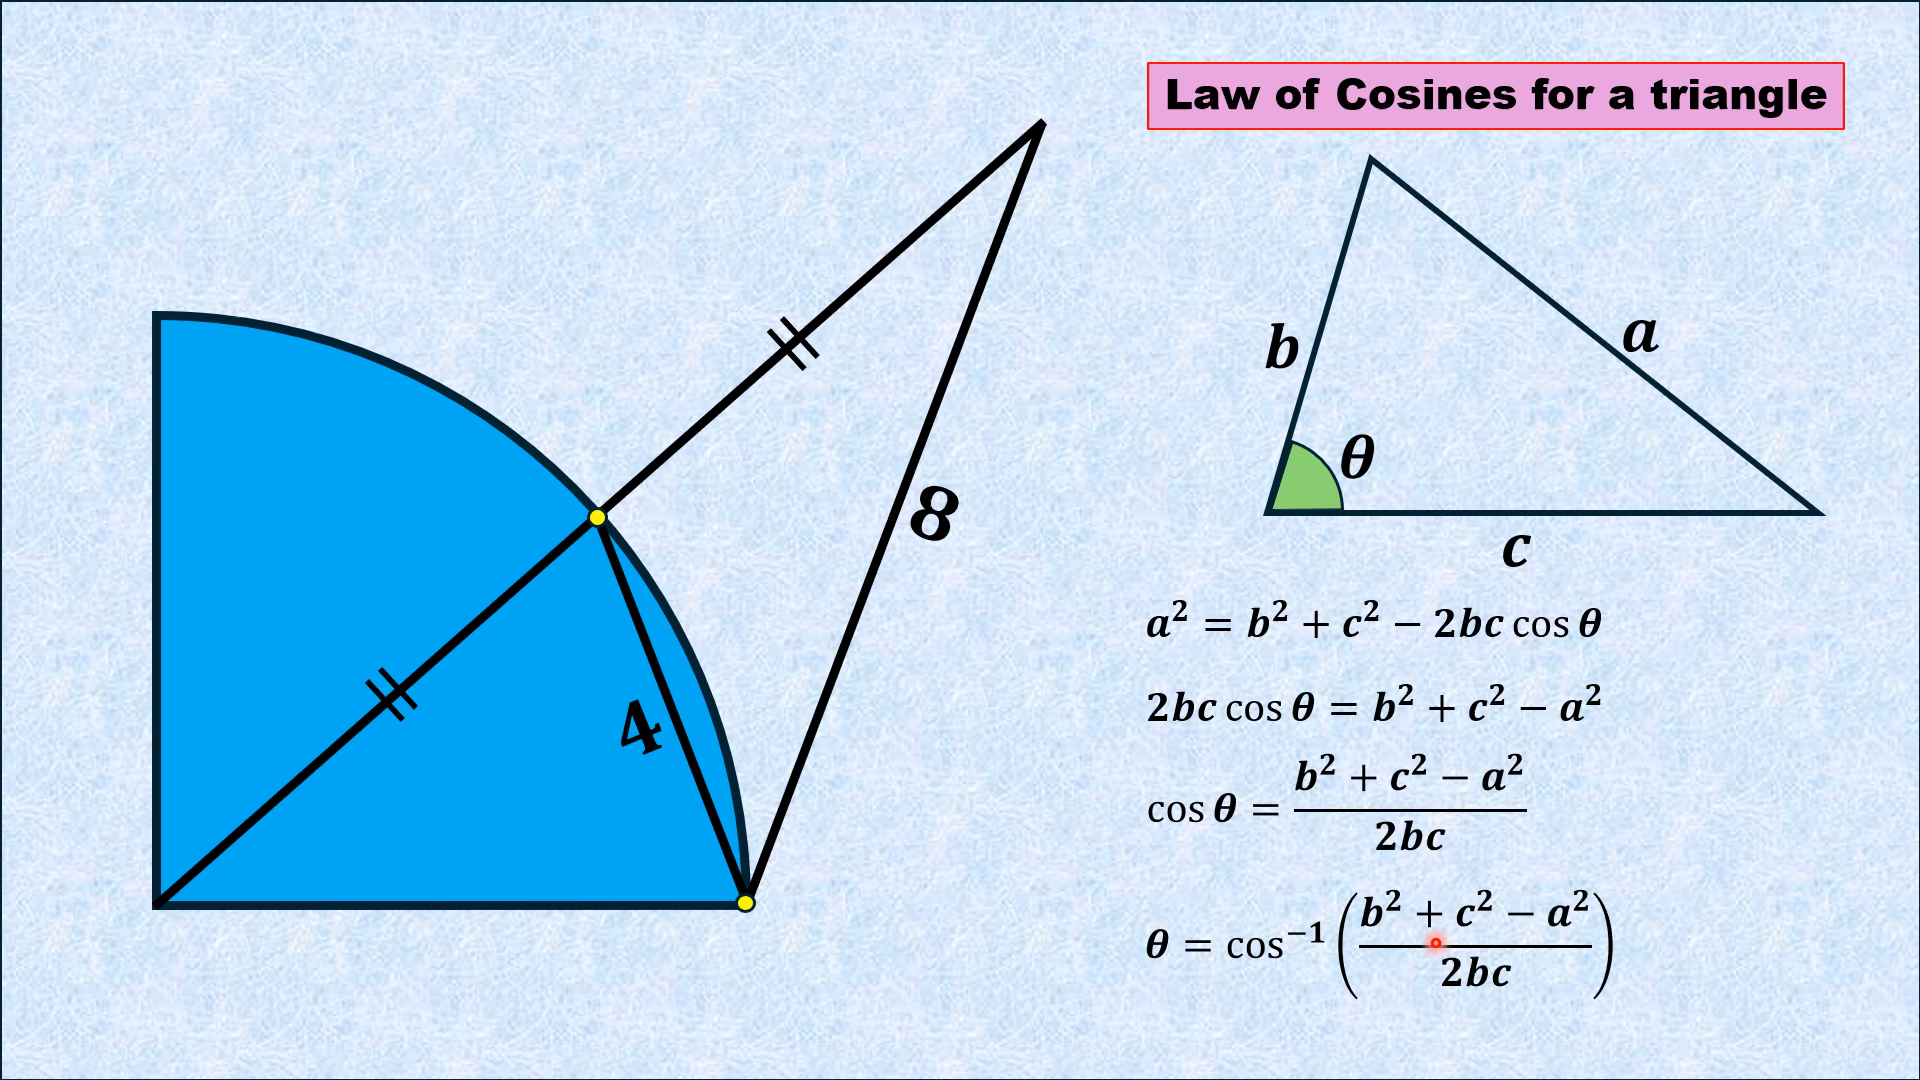 Law of Cosines for a triangle
8
4
b
a
θ
c
a² = b² + c² − 2bc cos θ
2bc cos θ = b² + c² − a²
cos θ = (b² + c² − a²) / 2bc
θ = cos⁻¹((b² + c² − a²) / 2bc)